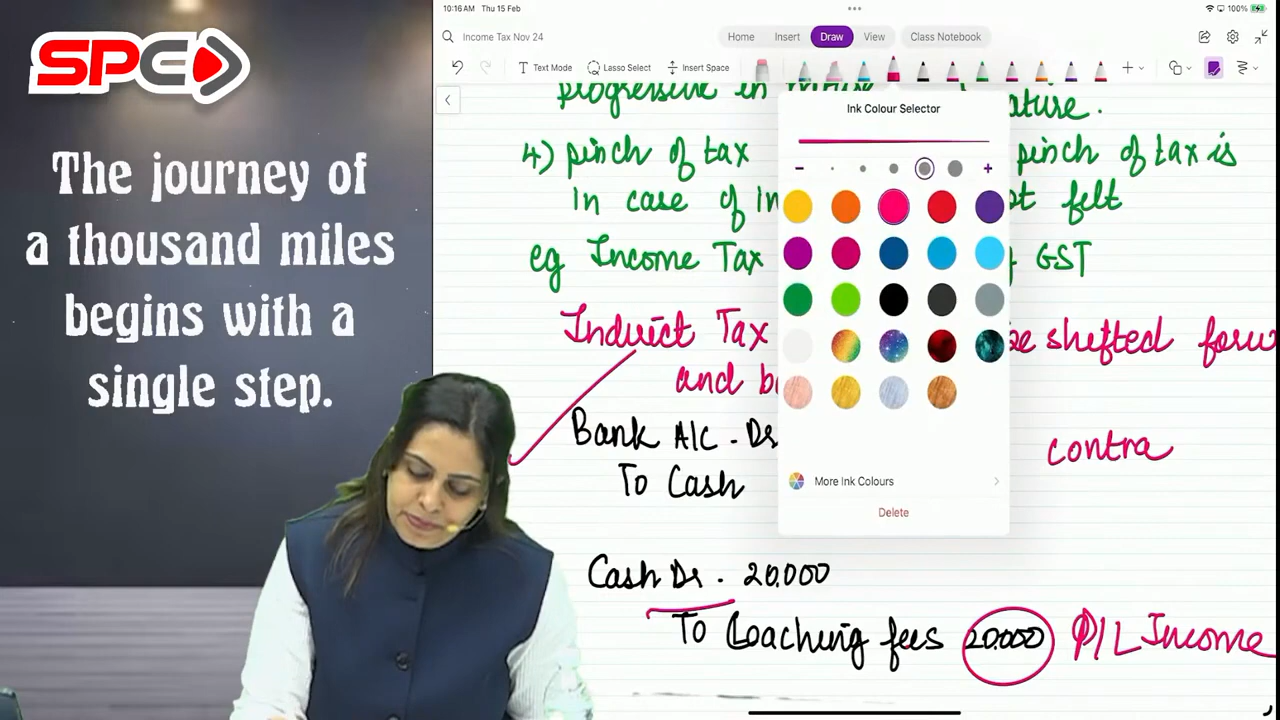 SPEC
The journey of
a thousand miles
begins with a
single step.
10:16 AM Thu 15 Feb
100%
Income Tax Nov 24
Home Insert Draw View Class Notebook
Text Mode Lasso Select Insert Space
progressive in
ature.
Ink Colour Selector
4) pinch of tax
pinch of tax is
in case of in
felt
eg Income Tax
GST
Indirect Tax
be shifted forw
and b
Bank A/C - Dr
contra
To Cash
More Ink Colours
Delete
Cash Dr. 20,000
To Coaching fees 20,000 P/L Income